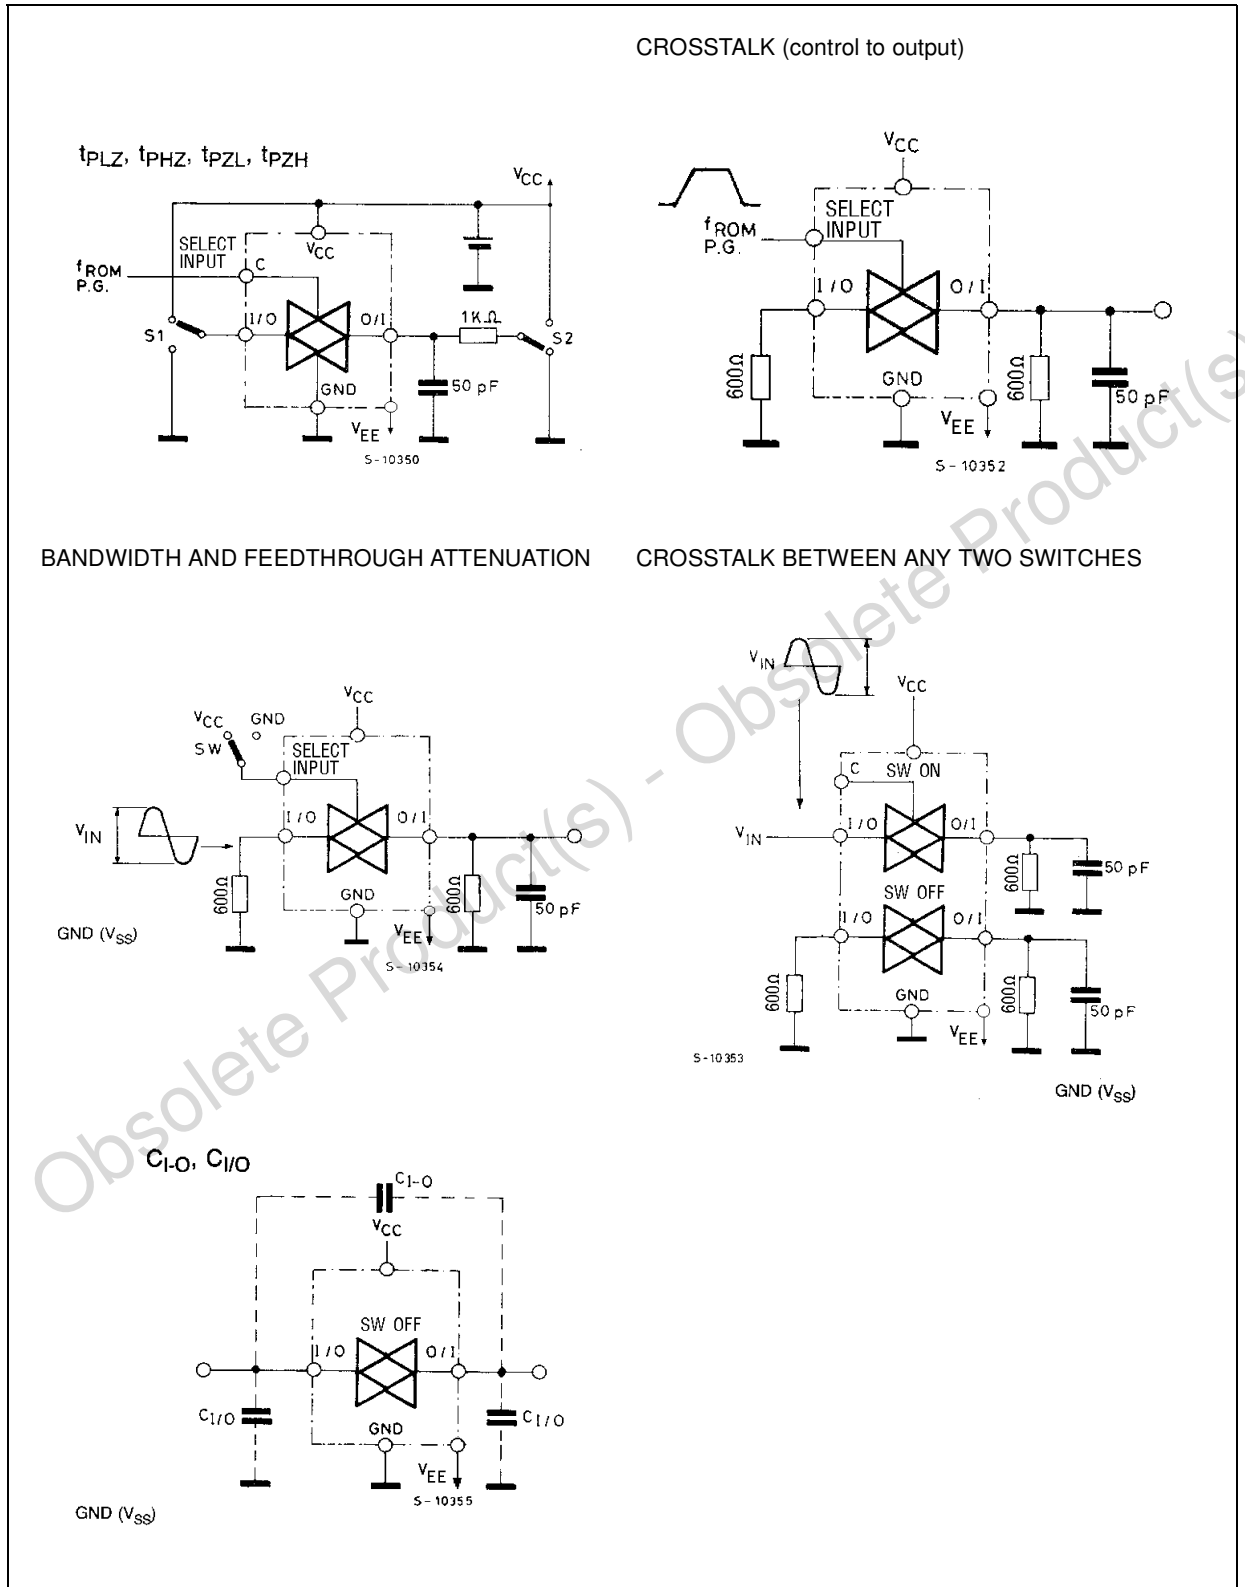 CROSSTALK (control to output)
tPLZ, tPHZ, tPZL, tPZH
VCC
SELECT
INPUT
VCC
fROM
P.G.
C
I/O
O/I
1KΩ
S1
S2
GND
50 pF
VEE
S-10350
VCC
SELECT
INPUT
fROM
P.G.
I/O
O/I
600Ω
GND
600Ω
50 pF
VEE
S-10352
BANDWIDTH AND FEEDTHROUGH ATTENUATION
CROSSTALK BETWEEN ANY TWO SWITCHES
VCC
VCC
GND
SW
SELECT
INPUT
VIN
I/O
O/I
600Ω
GND
600Ω
50 pF
GND (VSS)
VEE
S-10354
VIN
VCC
C
SW ON
VIN
I/O
O/I
600Ω
50 pF
SW OFF
I/O
O/I
600Ω
GND
600Ω
50 pF
VEE
S-10353
GND (VSS)
CI-O, CI/O
CI-O
VCC
SW OFF
I/O
O/I
CI/O
GND
CI/O
VEE
S-10355
GND (VSS)
Obsolete Product(s) - Obsolete Product(s)